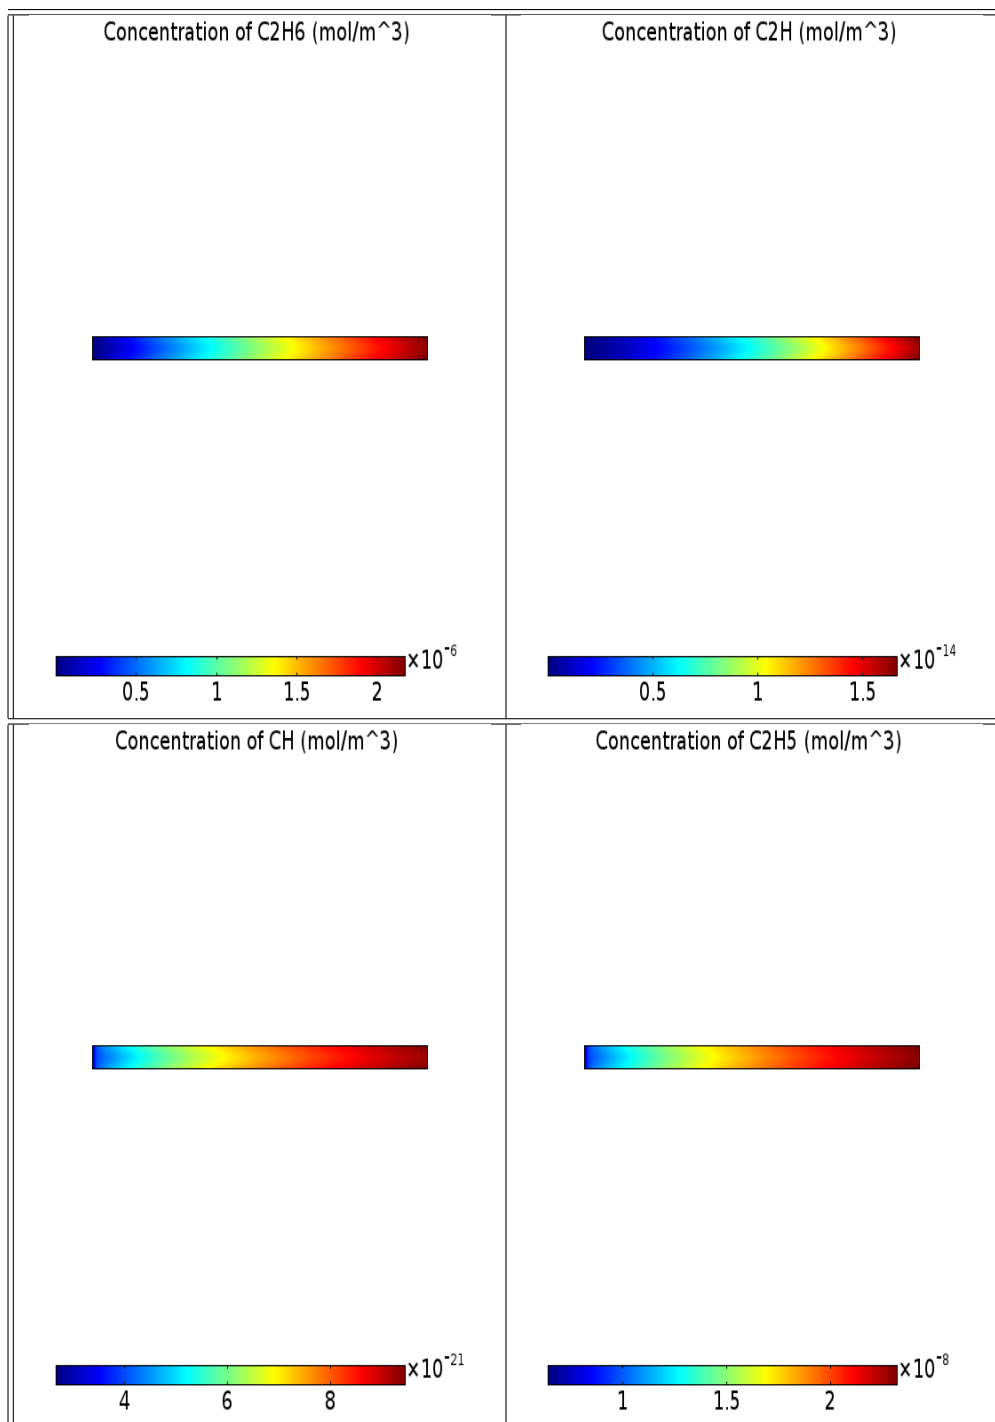 Concentration of C2H6 (mol/m^3)
×10^-6
0.5 1 1.5 2
Concentration of C2H (mol/m^3)
×10^-14
0.5 1 1.5
Concentration of CH (mol/m^3)
×10^-21
4 6 8
Concentration of C2H5 (mol/m^3)
×10^-8
1 1.5 2